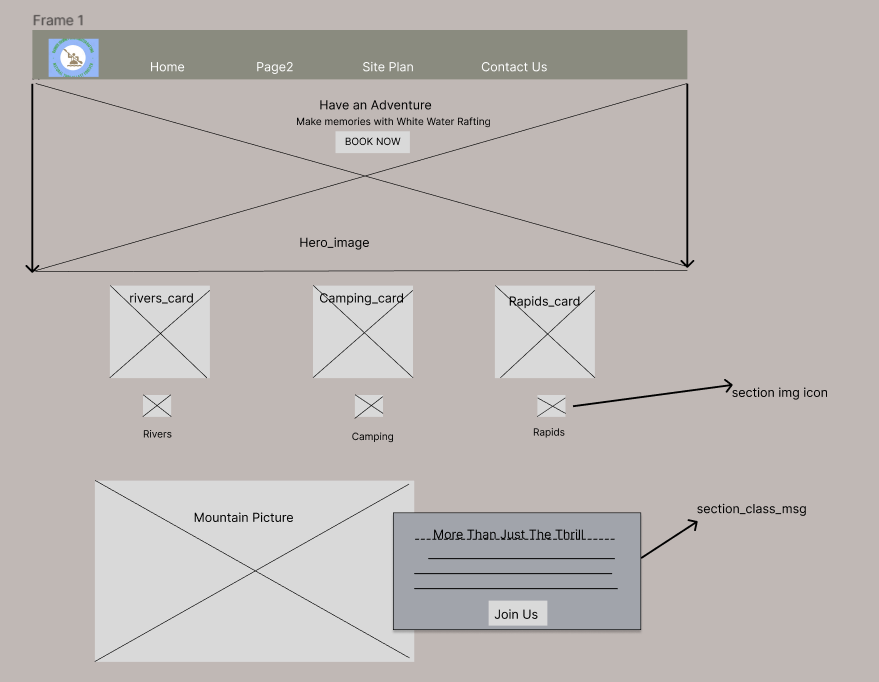 Frame 1
Home Page2 Site Plan Contact Us
Have an Adventure
Make memories with White Water Rafting
BOOK NOW
Hero_image
rivers_card Camping_card Rapids_card
section img icon
Rivers Camping Rapids
section_class_msg
Mountain Picture
More Than Just The Thrill
Join Us